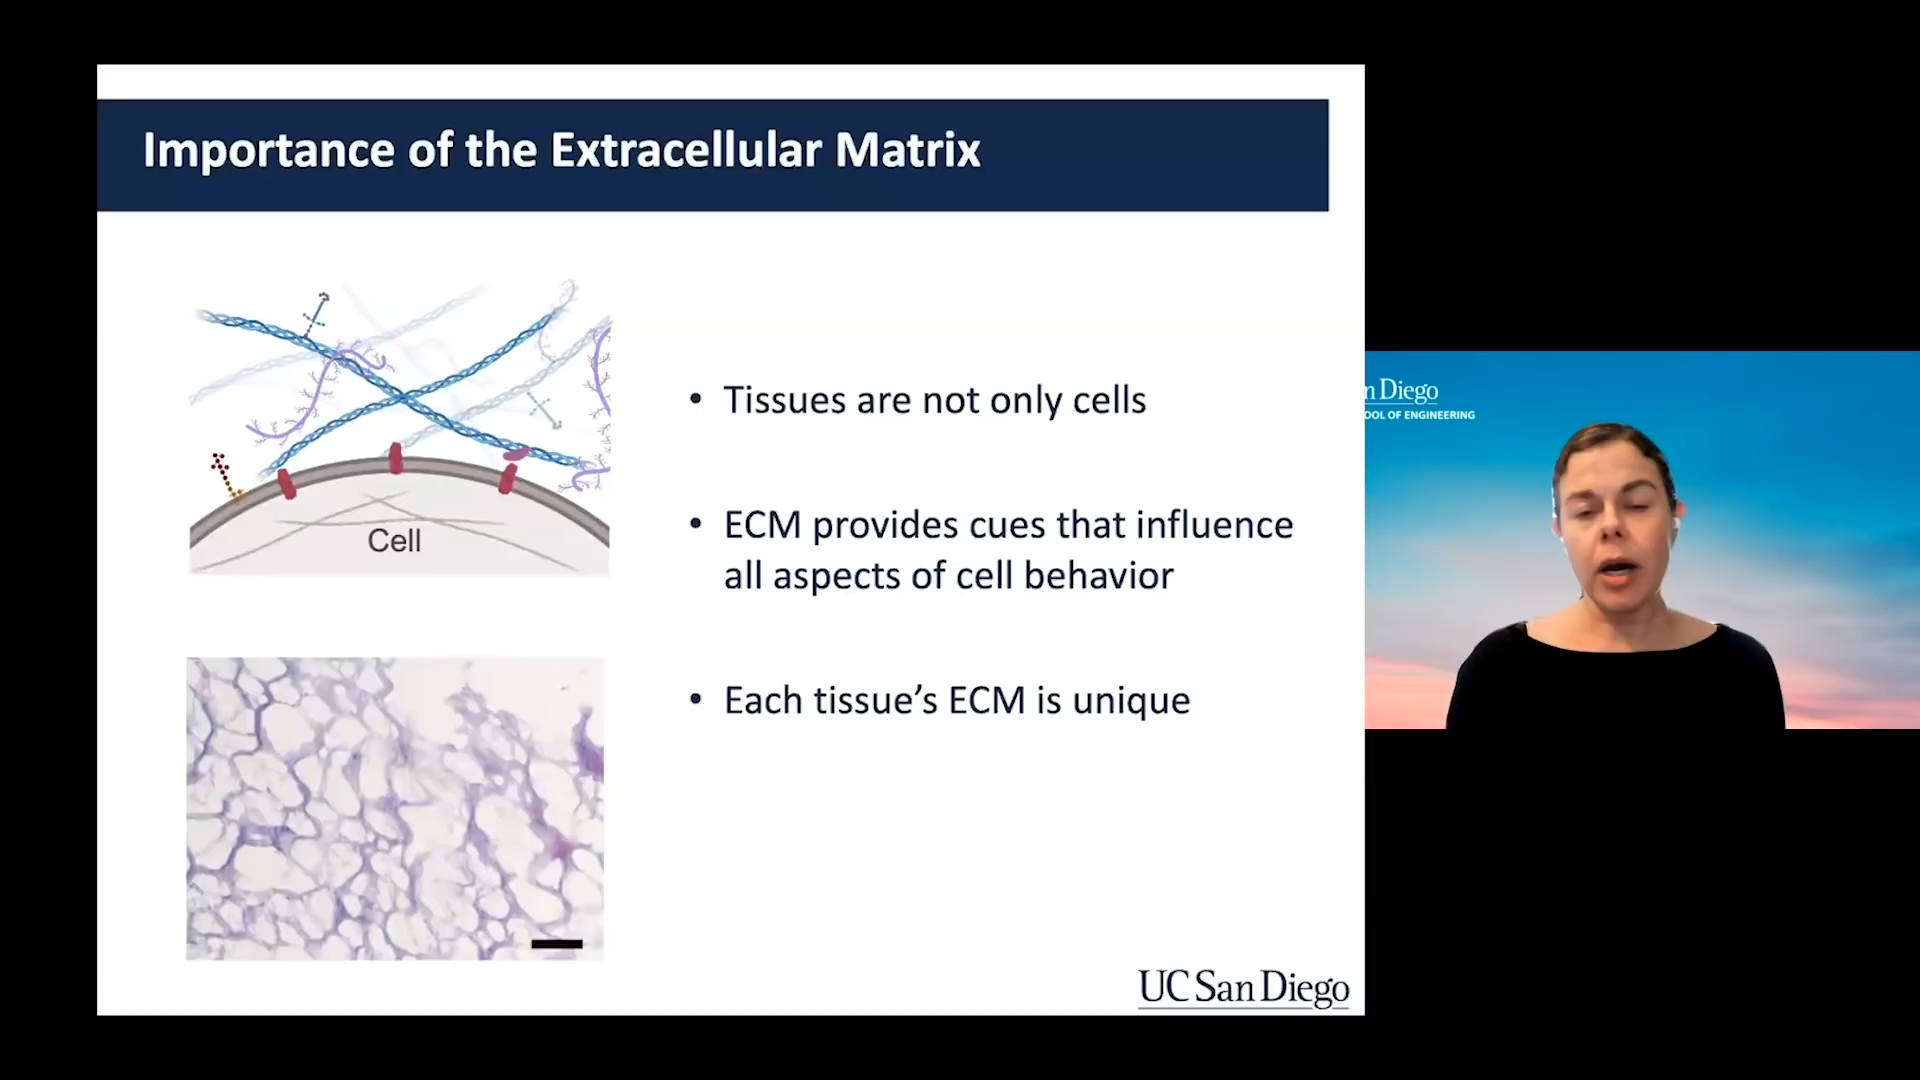 Importance of the Extracellular Matrix
Cell
• Tissues are not only cells
• ECM provides cues that influence
all aspects of cell behavior
• Each tissue’s ECM is unique
UC San Diego
n Diego
OOL OF ENGINEERING